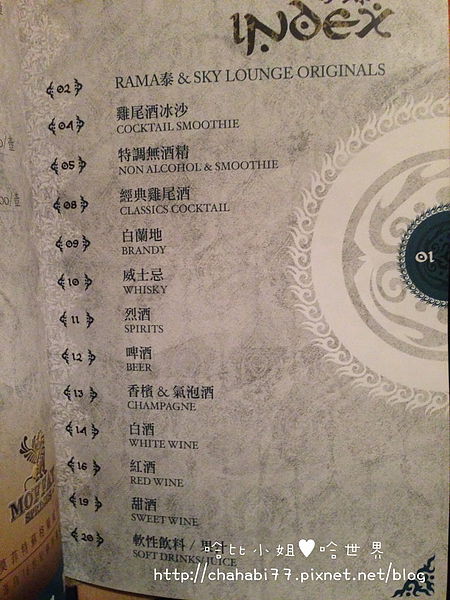 INDEX
02 RAMA泰 & SKY LOUNGE ORIGINALS
04 雞尾酒冰沙
COCKTAIL SMOOTHIE
05 特調無酒精
NON ALCOHOL & SMOOTHIE
08 經典雞尾酒
CLASSICS COCKTAIL
09 白蘭地
BRANDY
10 威士忌
WHISKY
11 烈酒
SPIRITS
12 啤酒
BEER
13 香檳 & 氣泡酒
CHAMPAGNE
14 白酒
WHITE WINE
16 紅酒
RED WINE
19 甜酒
SWEET WINE
20 軟性飲料 / 果汁
SOFT DRINKS/JUICE
01
哈比小姐♥哈世界
http://chahabi77.pixnet.net/blog